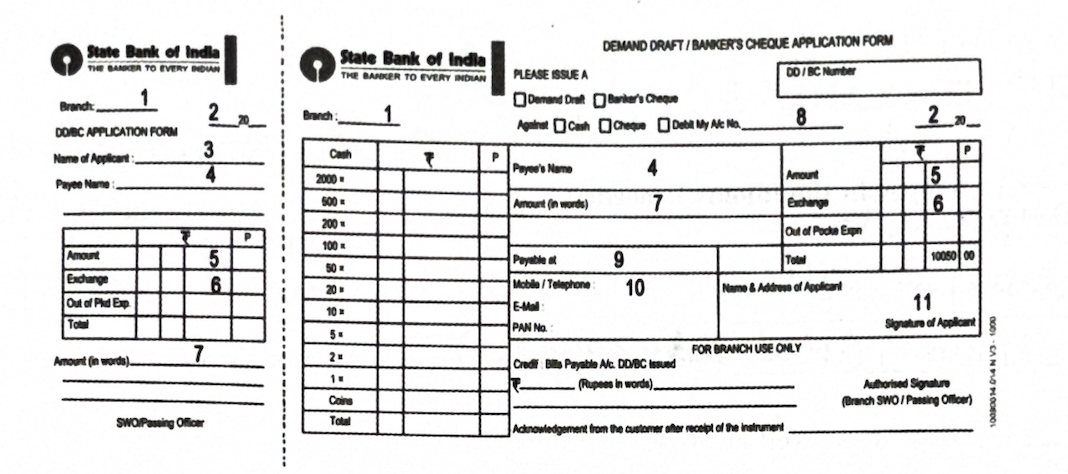 State Bank of India
THE BANKER TO EVERY INDIAN
Branch: 1
2 20
DD/BC APPLICATION FORM
Name of Applicant : 3
Payee Name : 4
₹ P
Amount 5
Exchange 6
Out of Pkd Exp.
Total
Amount (in words) 7
SWO/Passing Officer
State Bank of India
THE BANKER TO EVERY INDIAN
Branch : 1
DEMAND DRAFT / BANKER'S CHEQUE APPLICATION FORM
PLEASE ISSUE A
DD / BC Number
Demand Draft Banker's Cheque
Against Cash Cheque Debit My A/c No. 8 2 20
Cash ₹ P
2000 x
500 x
200 x
100 x
50 x
20 x
10 x
5 x
2 x
1 x
Coins
Total
₹ P
Payee's Name 4 Amount 5
Amount (in words) 7 Exchange 6
Out of Pocke Expn
Payable at 9 Total 10050 00
Mobile / Telephone : 10 Name & Address of Applicant
E-Mail :
11
PAN No. : Signature of Applicant
FOR BRANCH USE ONLY
Credit : Bills Payable A/c. DD/BC Issued
₹ (Rupees in words)
Authorised Signature
(Branch SWO / Passing Officer)
Acknowledgement from the customer after receipt of the instrument